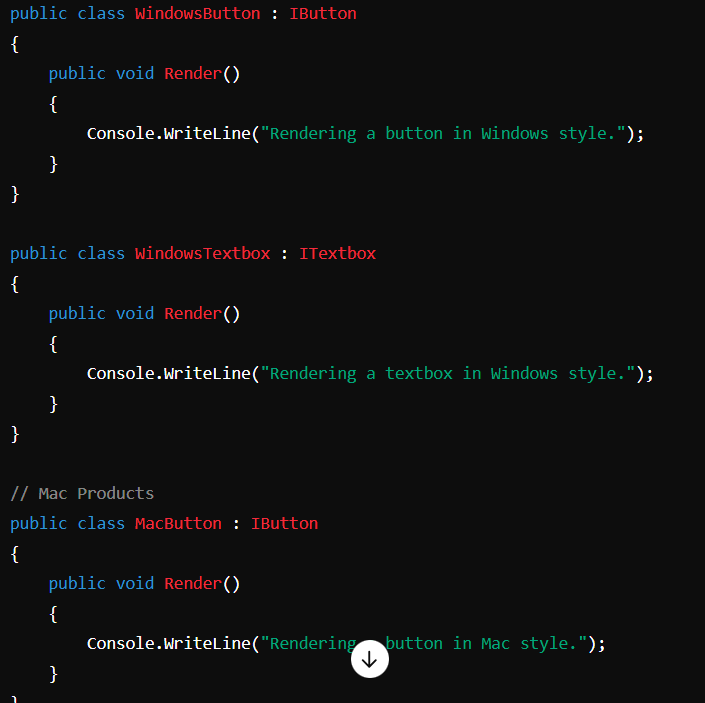 public class WindowsButton : IButton
{
    public void Render()
    {
        Console.WriteLine("Rendering a button in Windows style.");
    }
}

public class WindowsTextbox : ITextbox
{
    public void Render()
    {
        Console.WriteLine("Rendering a textbox in Windows style.");
    }
}

// Mac Products
public class MacButton : IButton
{
    public void Render()
    {
        Console.WriteLine("Rendering button in Mac style.");
    }
}